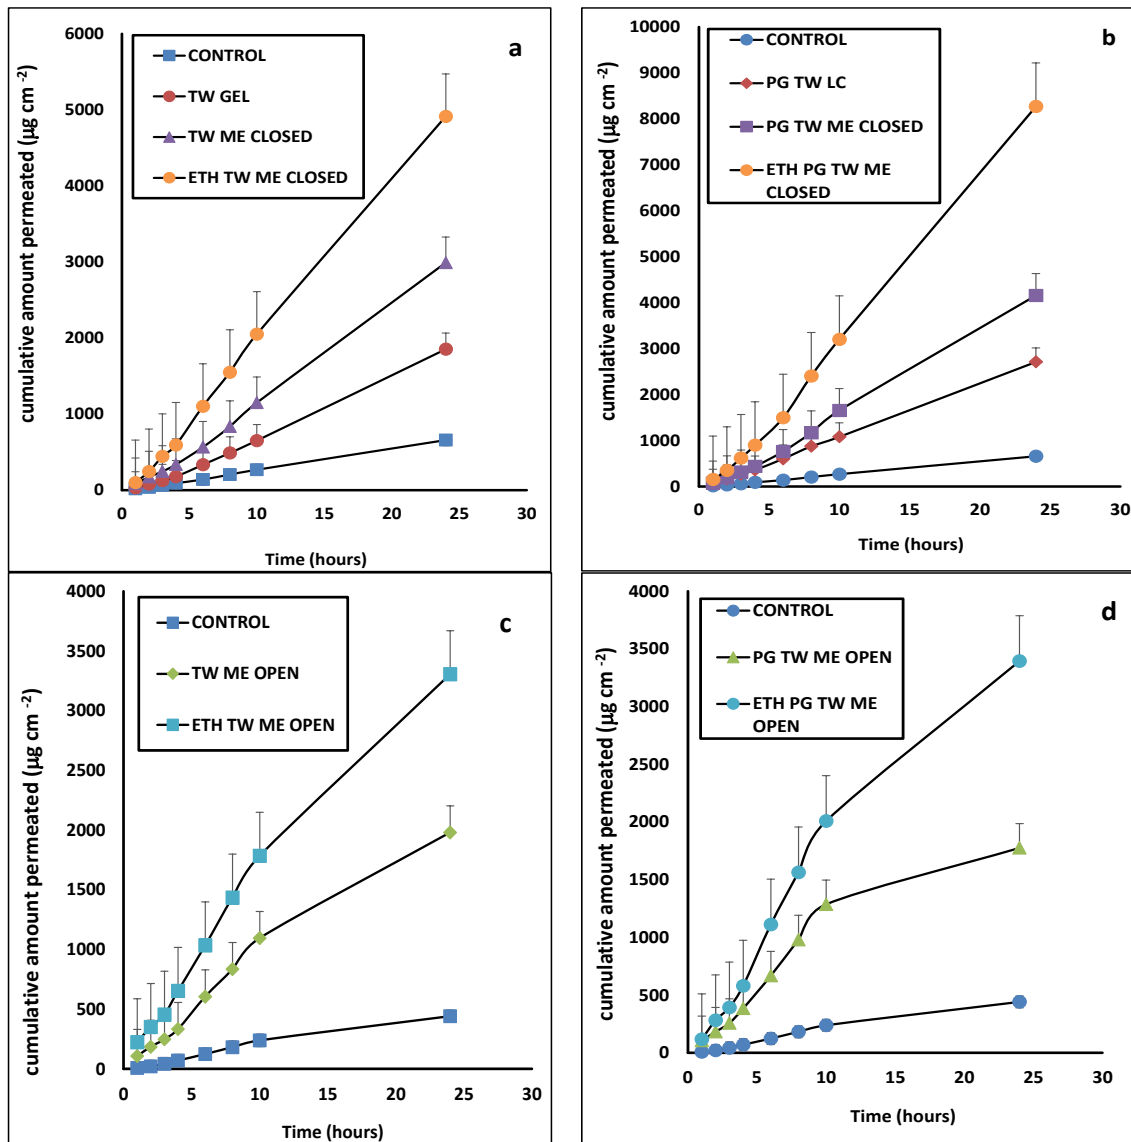 a
cumulative amount permeated (µg cm -2)
6000
5000
4000
3000
2000
1000
0
CONTROL
TW GEL
TW ME CLOSED
ETH TW ME CLOSED
0 5 10 15 20 25 30
Time (hours)
b
cumulative amount permeated (µg cm -2)
10000
9000
8000
7000
6000
5000
4000
3000
2000
1000
0
CONTROL
PG TW LC
PG TW ME CLOSED
ETH PG TW ME
CLOSED
0 5 10 15 20 25 30
Time (hours)
c
cumulative amount permeated (µg cm -2)
4000
3500
3000
2500
2000
1500
1000
500
0
CONTROL
TW ME OPEN
ETH TW ME OPEN
0 5 10 15 20 25 30
Time (hours)
d
cumulative amount permeated (µg cm -2)
4000
3500
3000
2500
2000
1500
1000
500
0
CONTROL
PG TW ME OPEN
ETH PG TW ME
OPEN
0 5 10 15 20 25 30
Time (hours)